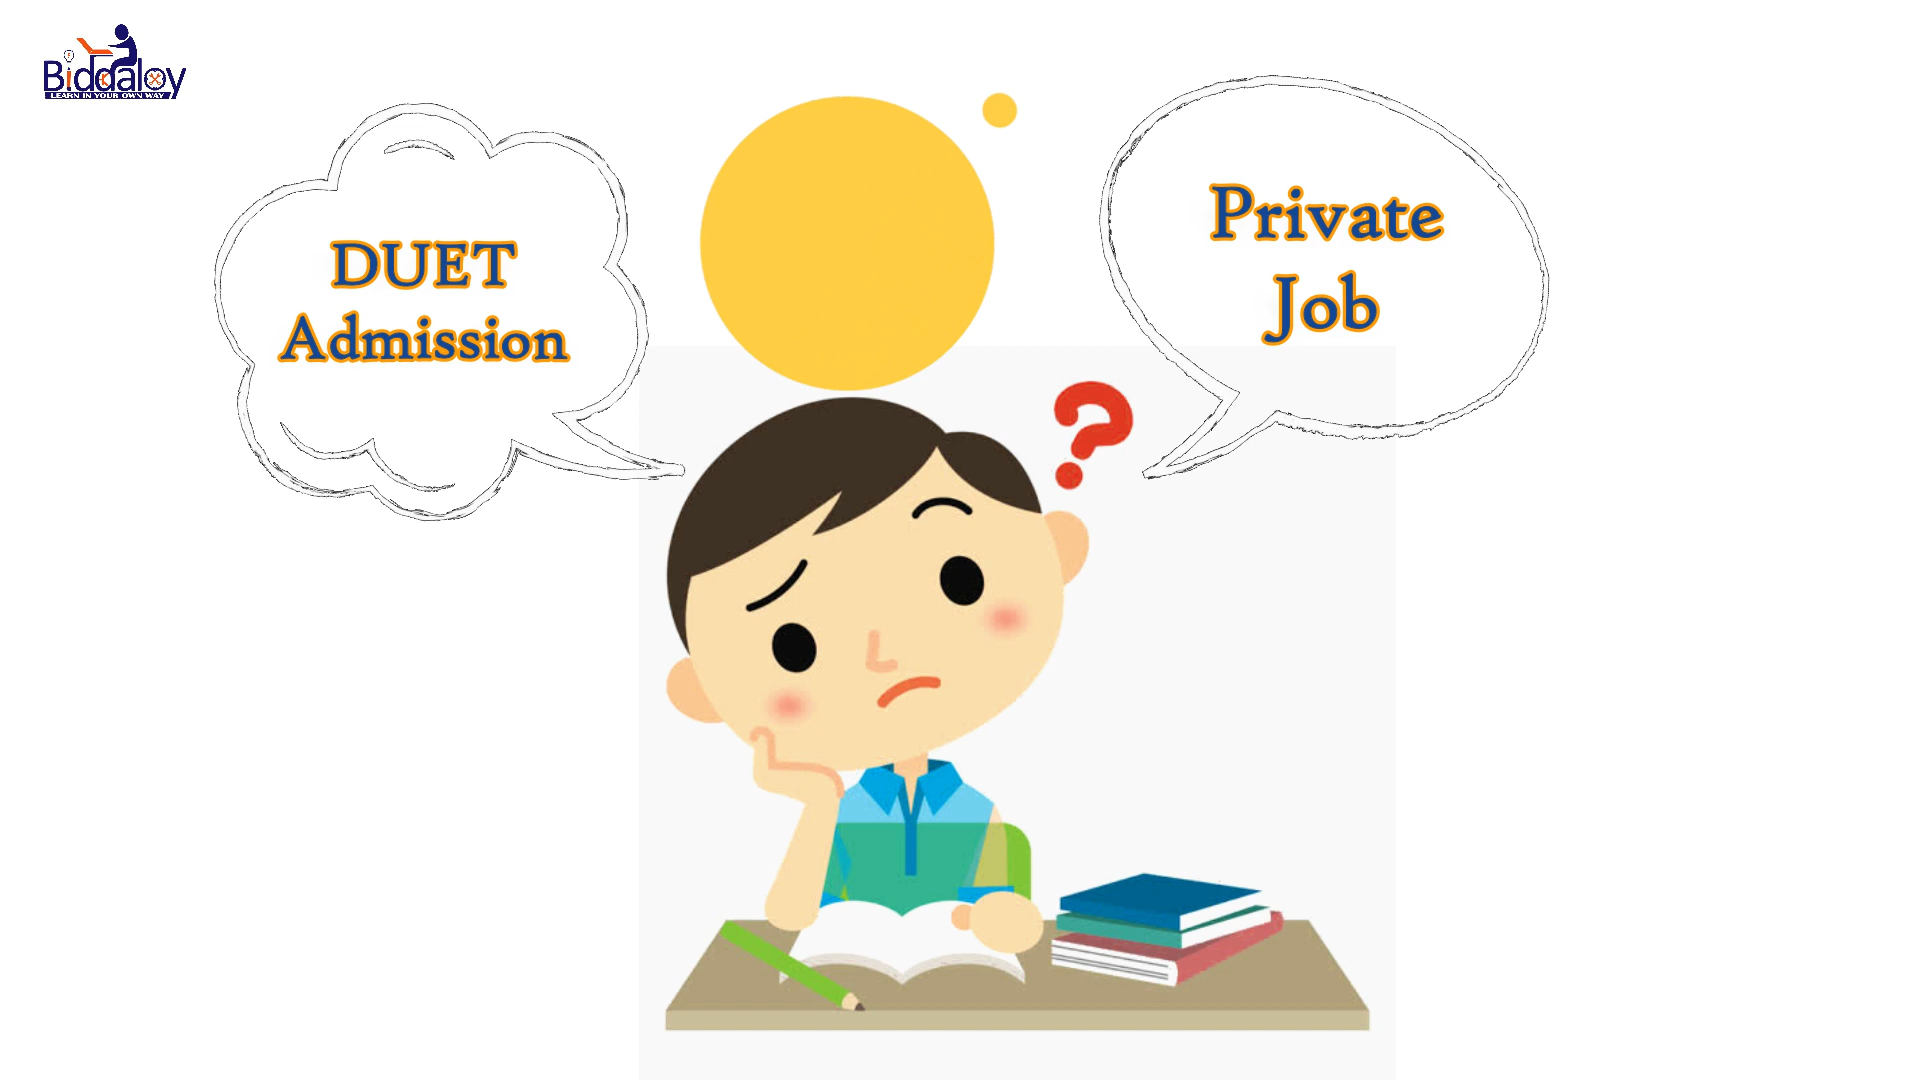 Biddaloy
LEARN IN YOUR OWN WAY
DUET
Admission
Private
Job
?